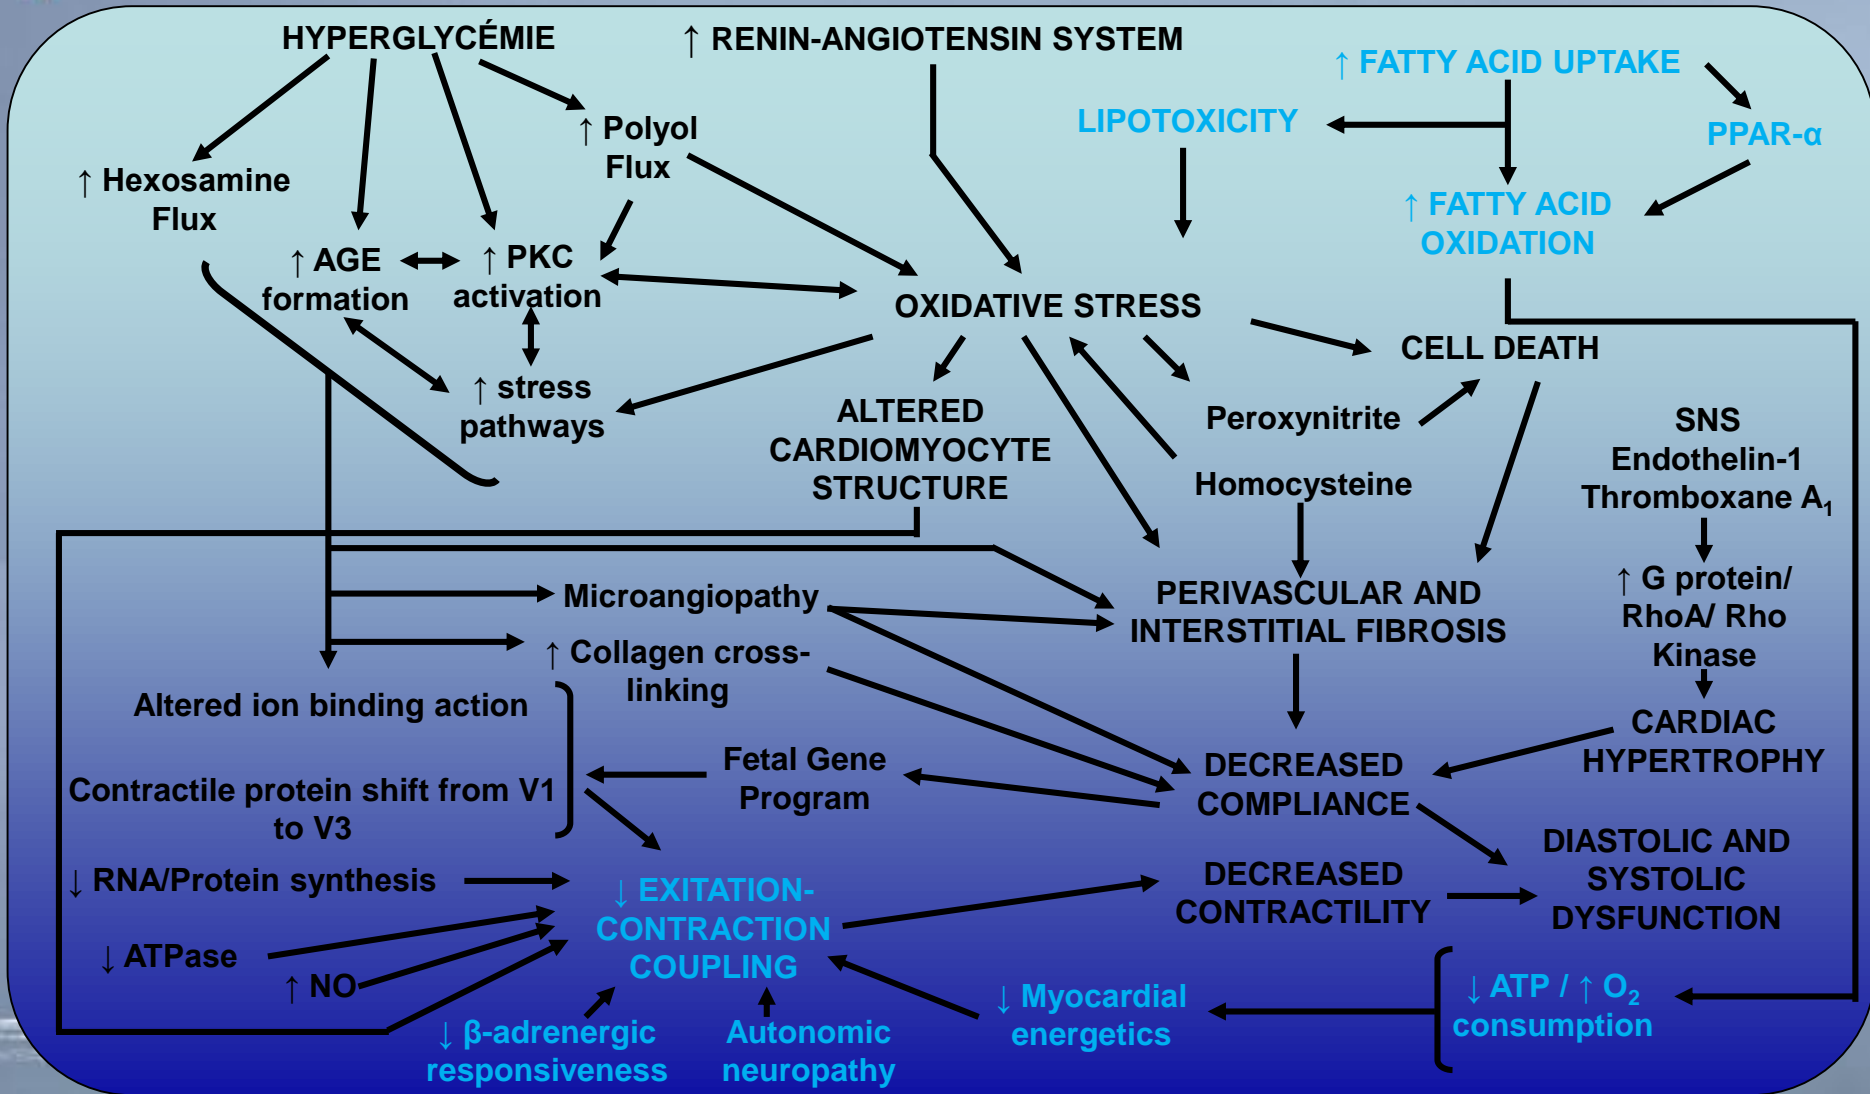 HYPERGLYCÉMIE
↑ RENIN-ANGIOTENSIN SYSTEM
↑ FATTY ACID UPTAKE
LIPOTOXICITY
PPAR-α
↑ Polyol
Flux
↑ Hexosamine
Flux
↑ FATTY ACID
OXIDATION
↑ AGE
formation
↑ PKC
activation
OXIDATIVE STRESS
CELL DEATH
↑ stress
pathways
ALTERED
CARDIOMYOCYTE
STRUCTURE
Peroxynitrite
Homocysteine
SNS
Endothelin-1
Thromboxane A₁
↑ G protein/
RhoA/ Rho
Kinase
Microangiopathy
PERIVASCULAR AND
INTERSTITIAL FIBROSIS
↑ Collagen cross-
linking
Altered ion binding action
CARDIAC
HYPERTROPHY
Fetal Gene
Program
DECREASED
COMPLIANCE
Contractile protein shift from V1
to V3
DIASTOLIC AND
SYSTOLIC
DYSFUNCTION
↓ RNA/Protein synthesis
↓ EXITATION-
CONTRACTION
COUPLING
DECREASED
CONTRACTILITY
↓ ATPase
↑ NO
↓ ATP / ↑ O₂
consumption
↓ Myocardial
energetics
↓ β-adrenergic
responsiveness
Autonomic
neuropathy